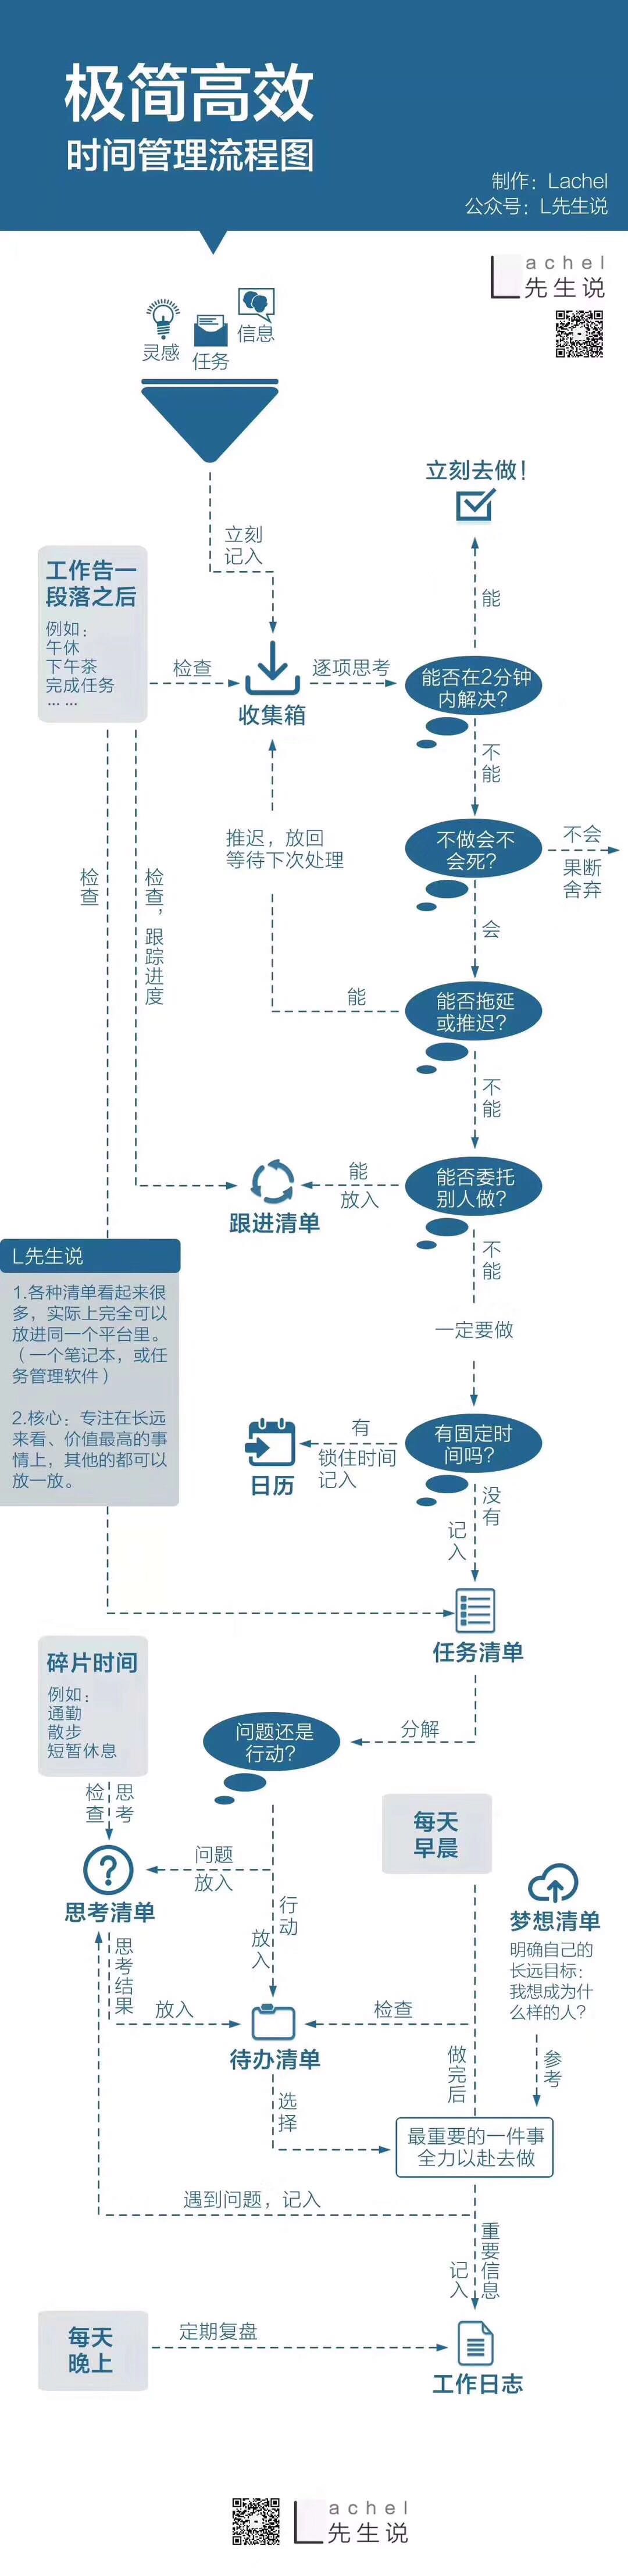 极简高效
时间管理流程图
制作：Lachel
公众号：L先生说
Lachel
先生说
灵感
任务
信息
立刻
记入
立刻去做！
能
工作告一
段落之后
例如：
午休
下午茶
完成任务
... ...
检查
收集箱
逐项思考
能否在2分钟
内解决？
不能
推迟，放回
等待下次处理
不做会不
会死？
不会
果断
舍弃
检查
检查，跟踪进度
会
能
能否拖延
或推迟？
不能
跟进清单
能
放入
能否委托
别人做？
不能
L先生说
1.各种清单看起来很
多，实际上完全可以
放进同一个平台里。
（一个笔记本，或任
务管理软件）
2.核心：专注在长远
来看、价值最高的事
情上，其他的都可以
放一放。
一定要做
日历
有
锁住时间
记入
有固定时
间吗？
没有
记入
任务清单
碎片时间
例如：
通勤
散步
短暂休息
问题还是
行动？
分解
检查
思考
每天
早晨
思考清单
问题
放入
行动
放入
梦想清单
明确自己的
长远目标：
我想成为什
么样的人？
思考结果
放入
待办清单
检查
做完后
参考
选择
最重要的一件事
全力以赴去做
遇到问题，记入
重要信息
记入
每天
晚上
定期复盘
工作日志
Lachel
先生说